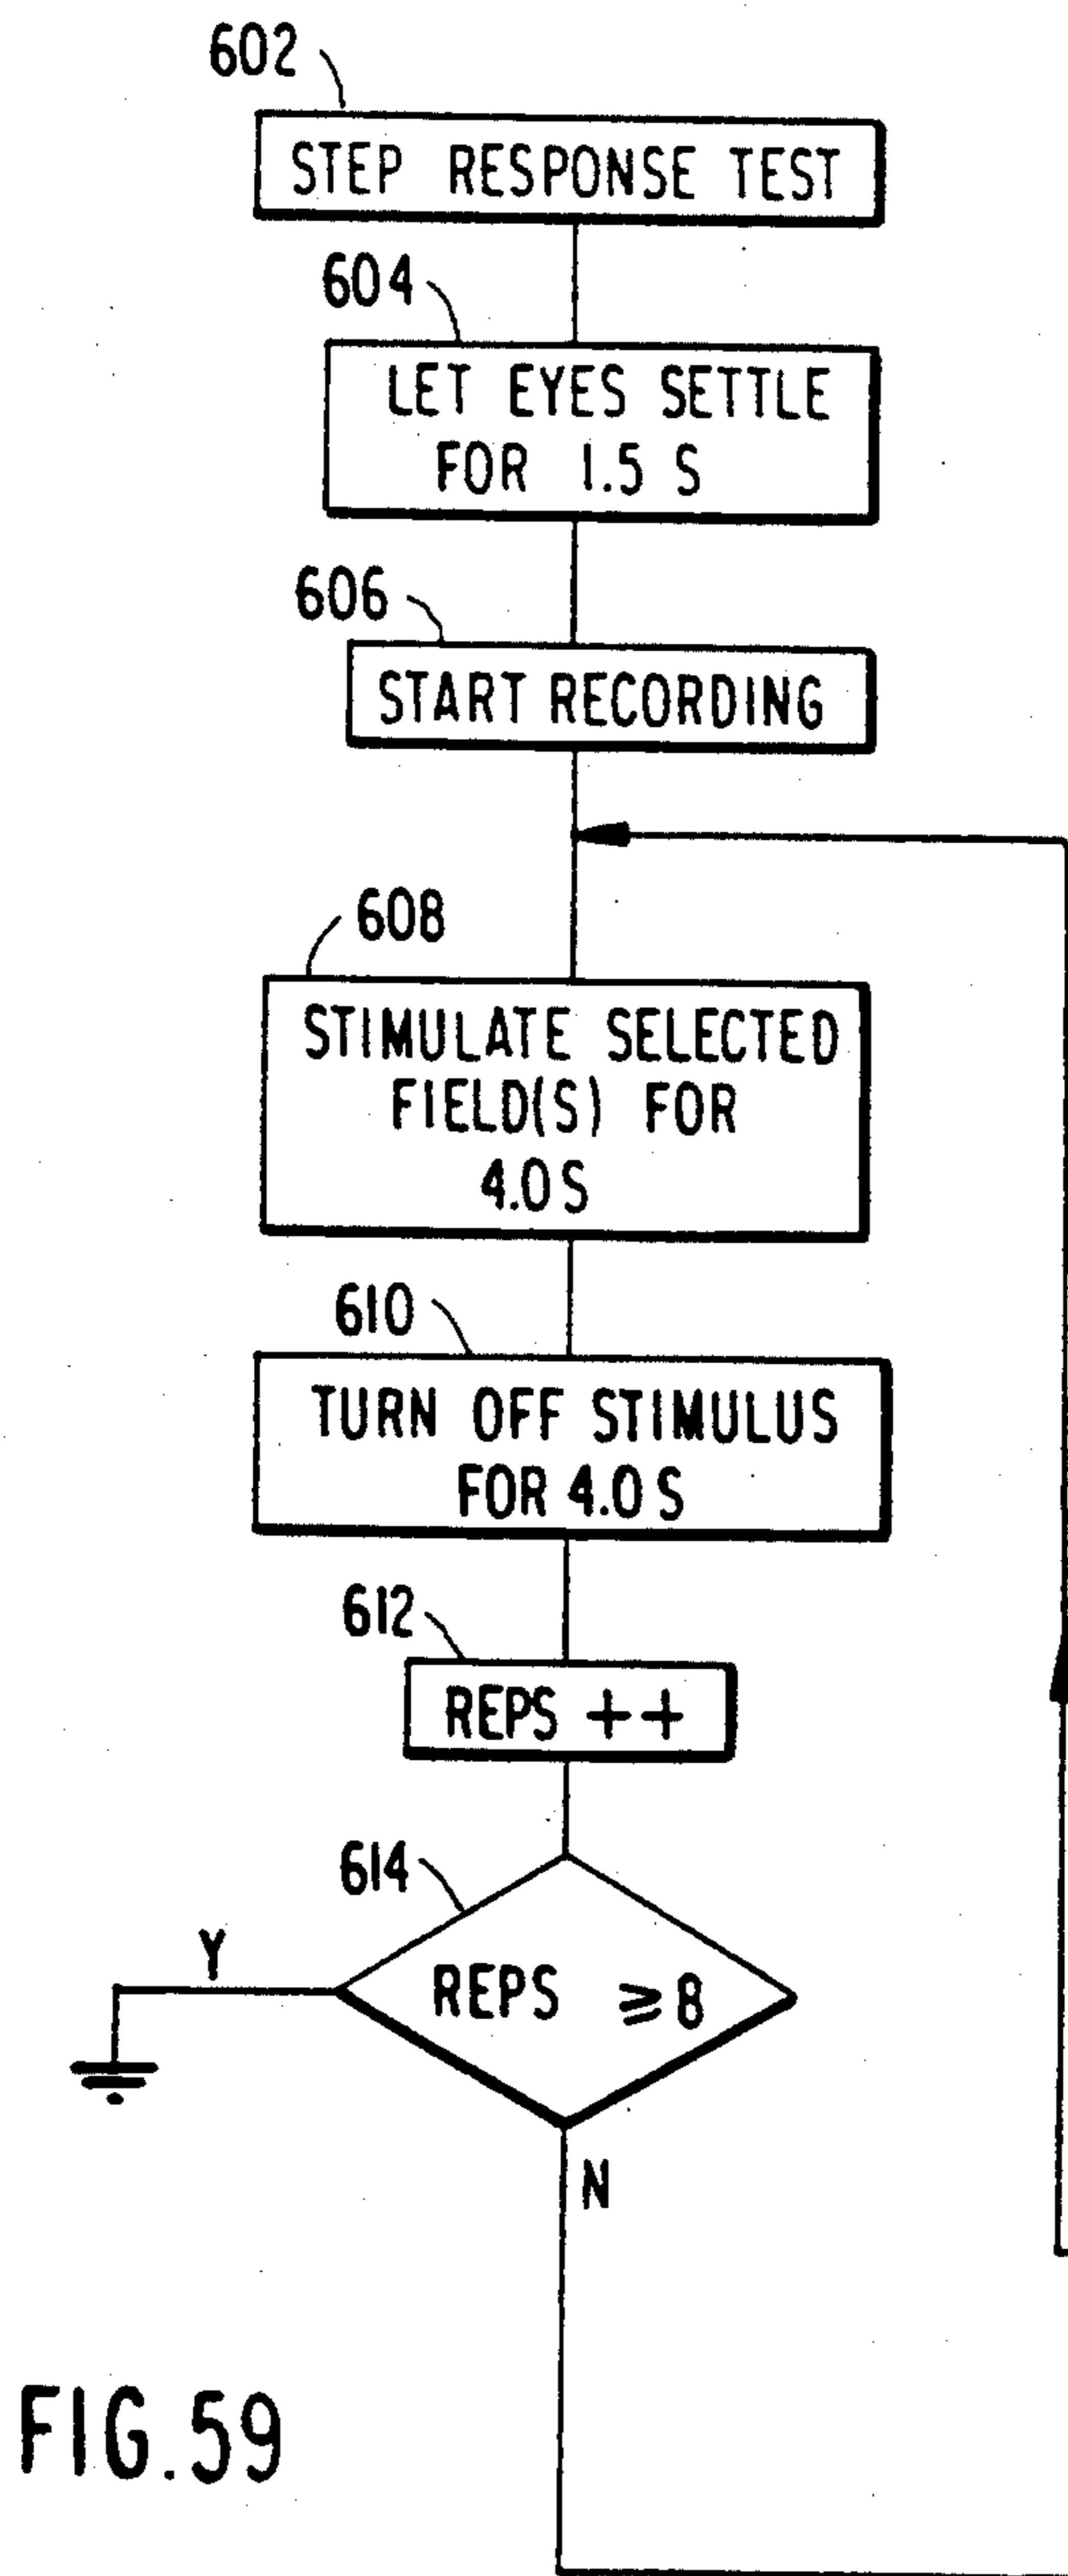 602
STEP RESPONSE TEST
604
LET EYES SETTLE
FOR 1.5 S
606
START RECORDING
608
STIMULATE SELECTED
FIELD(S) FOR
4.0 S
610
TURN OFF STIMULUS
FOR 4.0 S
612
REPS ++
614
Y
REPS ≥ 8
N
FIG. 59